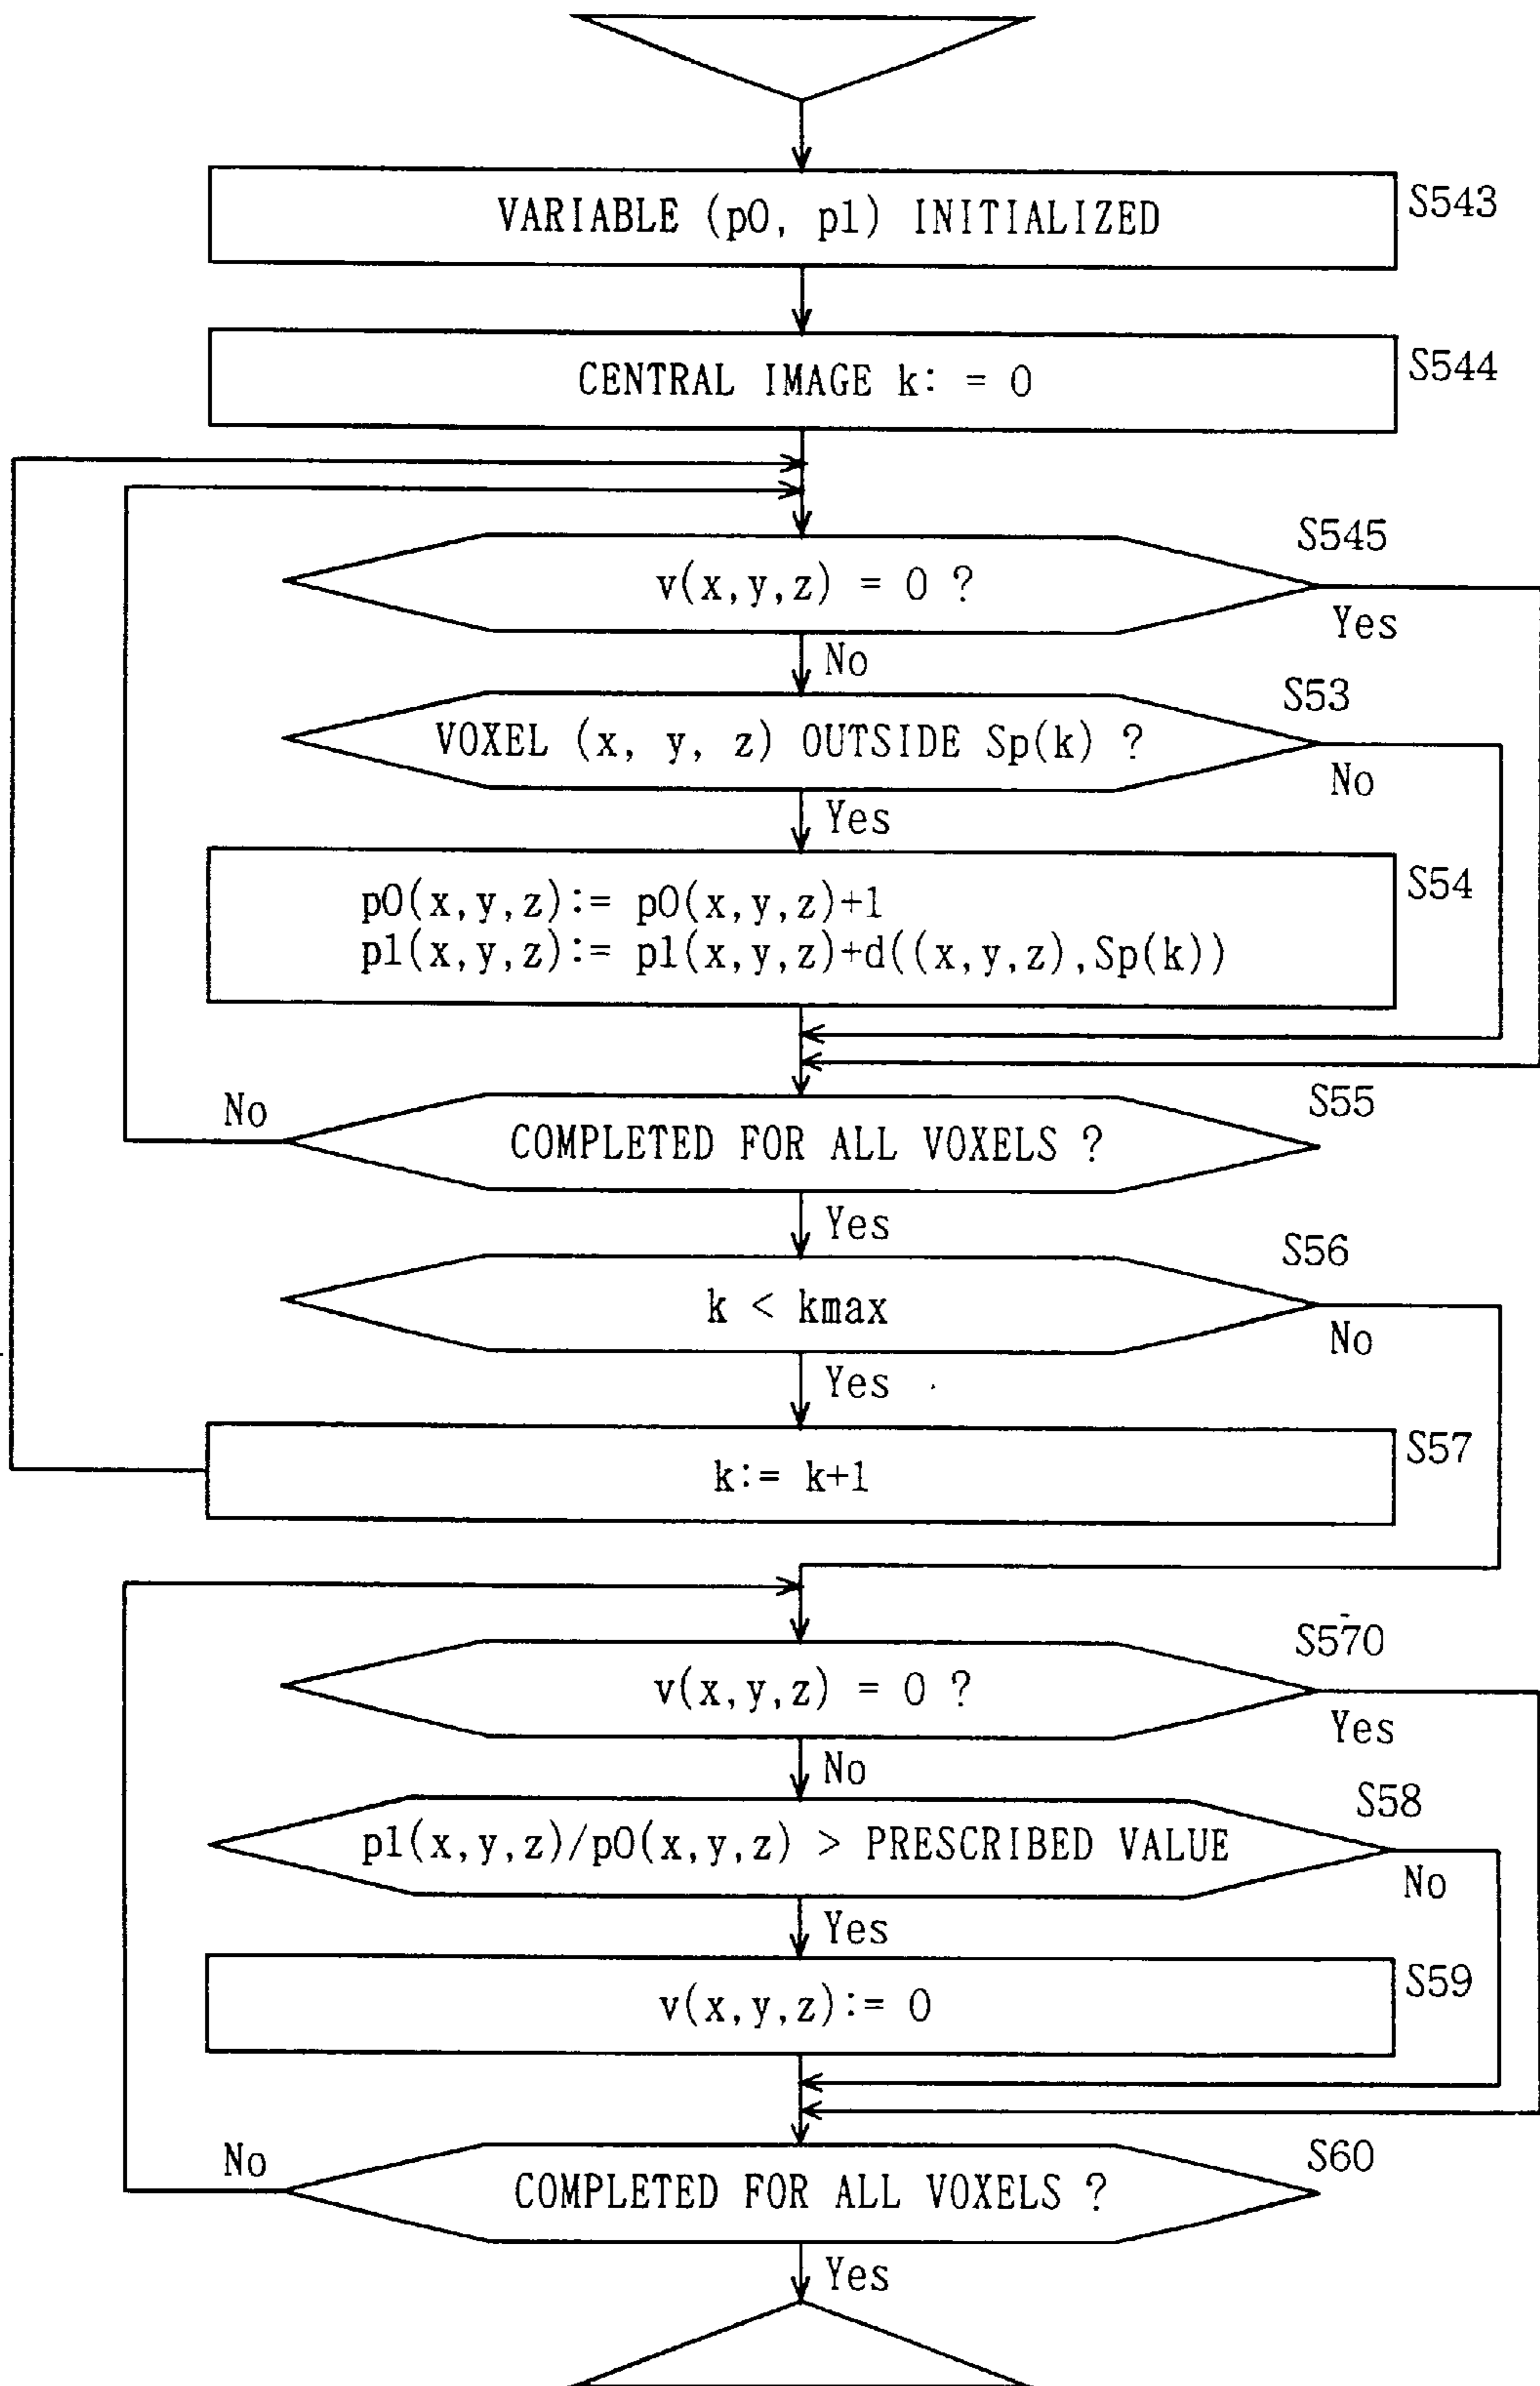 VARIABLE (p0, p1) INITIALIZED
S543
CENTRAL IMAGE k: = 0
S544
S545
v(x,y,z) = 0 ?
Yes
No
S53
VOXEL (x, y, z) OUTSIDE Sp(k) ?
No
Yes
S54
p0(x,y,z):= p0(x,y,z)+1
p1(x,y,z):= p1(x,y,z)+d((x,y,z),Sp(k))
S55
No
COMPLETED FOR ALL VOXELS ?
Yes
S56
k < kmax
No
Yes
S57
k:= k+1
S570
v(x,y,z) = 0 ?
Yes
No
S58
p1(x,y,z)/p0(x,y,z) > PRESCRIBED VALUE
No
Yes
S59
v(x,y,z):= 0
S60
No
COMPLETED FOR ALL VOXELS ?
Yes